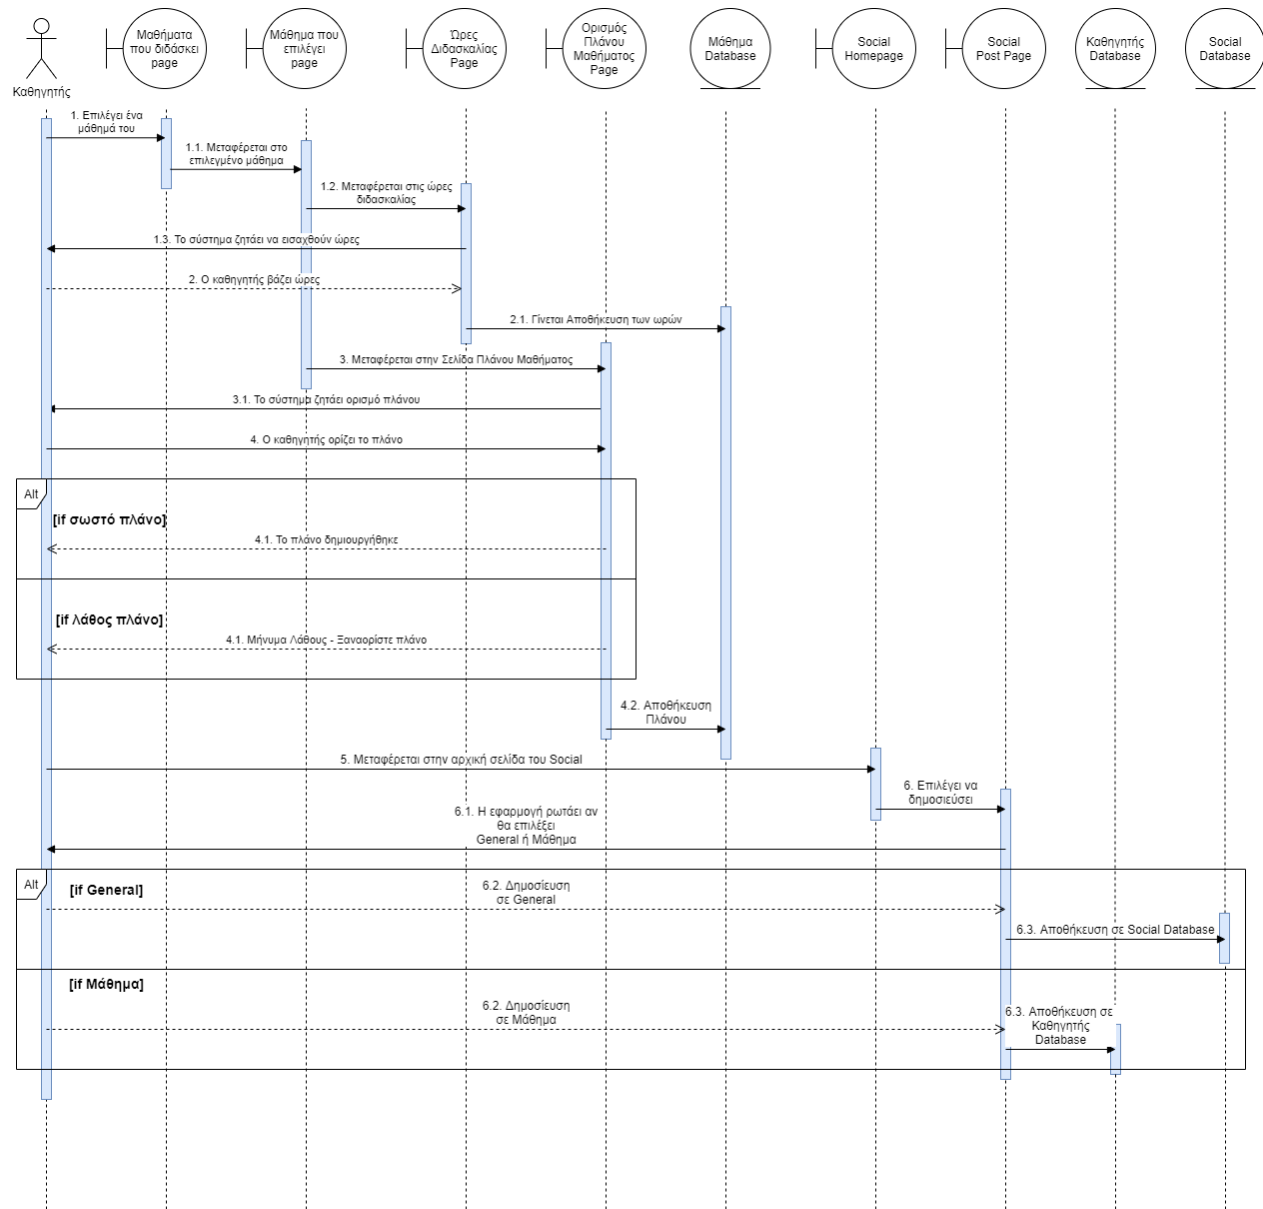 Καθηγητής
Μαθήματα
που διδάσκει
page
Μάθημα που
επιλέγει
page
Ώρες
Διδασκαλίας
Page
Ορισμός
Πλάνου
Μαθήματος
Page
Μάθημα
Database
Social
Homepage
Social
Post Page
Καθηγητής
Database
Social
Database
1. Επιλέγει ένα
μάθημά του
1.1. Μεταφέρεται στο
επιλεγμένο μάθημα
1.2. Μεταφέρεται στις ώρες
διδασκαλίας
1.3. Το σύστημα ζητάει να εισαχθούν ώρες
2. Ο καθηγητής βάζει ώρες
2.1. Γίνεται Αποθήκευση των ωρών
3. Μεταφέρεται στην Σελίδα Πλάνου Μαθήματος
3.1. Το σύστημα ζητάει ορισμό πλάνου
4. Ο καθηγητής ορίζει το πλάνο
Alt
[if σωστό πλάνο]
4.1. Το πλάνο δημιουργήθηκε
[if λάθος πλάνο]
4.1. Μήνυμα Λάθους - Ξαναορίστε πλάνο
4.2. Αποθήκευση
Πλάνου
5. Μεταφέρεται στην αρχική σελίδα του Social
6. Επιλέγει να
δημοσιεύσει
6.1. Η εφαρμογή ρωτάει αν
θα επιλέξει
General ή Μάθημα
Alt
[if General]
6.2. Δημοσίευση
σε General
6.3. Αποθήκευση σε Social Database
[if Μάθημα]
6.2. Δημοσίευση
σε Μάθημα
6.3. Αποθήκευση σε
Καθηγητής
Database